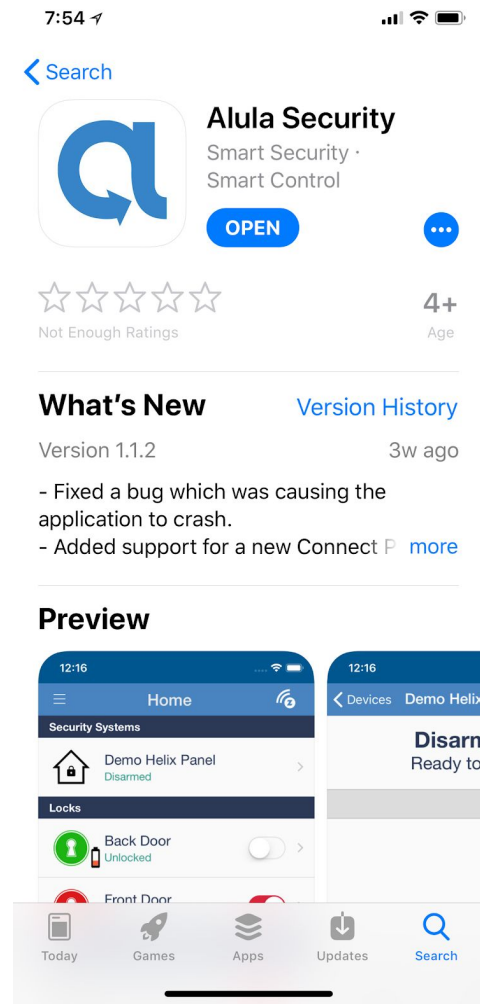 7:54
Search
Alula Security
Smart Security ·
Smart Control
OPEN
4+
Not Enough Ratings
Age
What's New
Version History
Version 1.1.2
3w ago
- Fixed a bug which was causing the
application to crash.
- Added support for a new Connect
more
Preview
12:16
Home
Security Systems
Demo Helix Panel
Disarmed
Locks
Back Door
Unlocked
Front Door
12:16
Devices
Demo
Ready to
Today
Games
Apps
Updates
Search